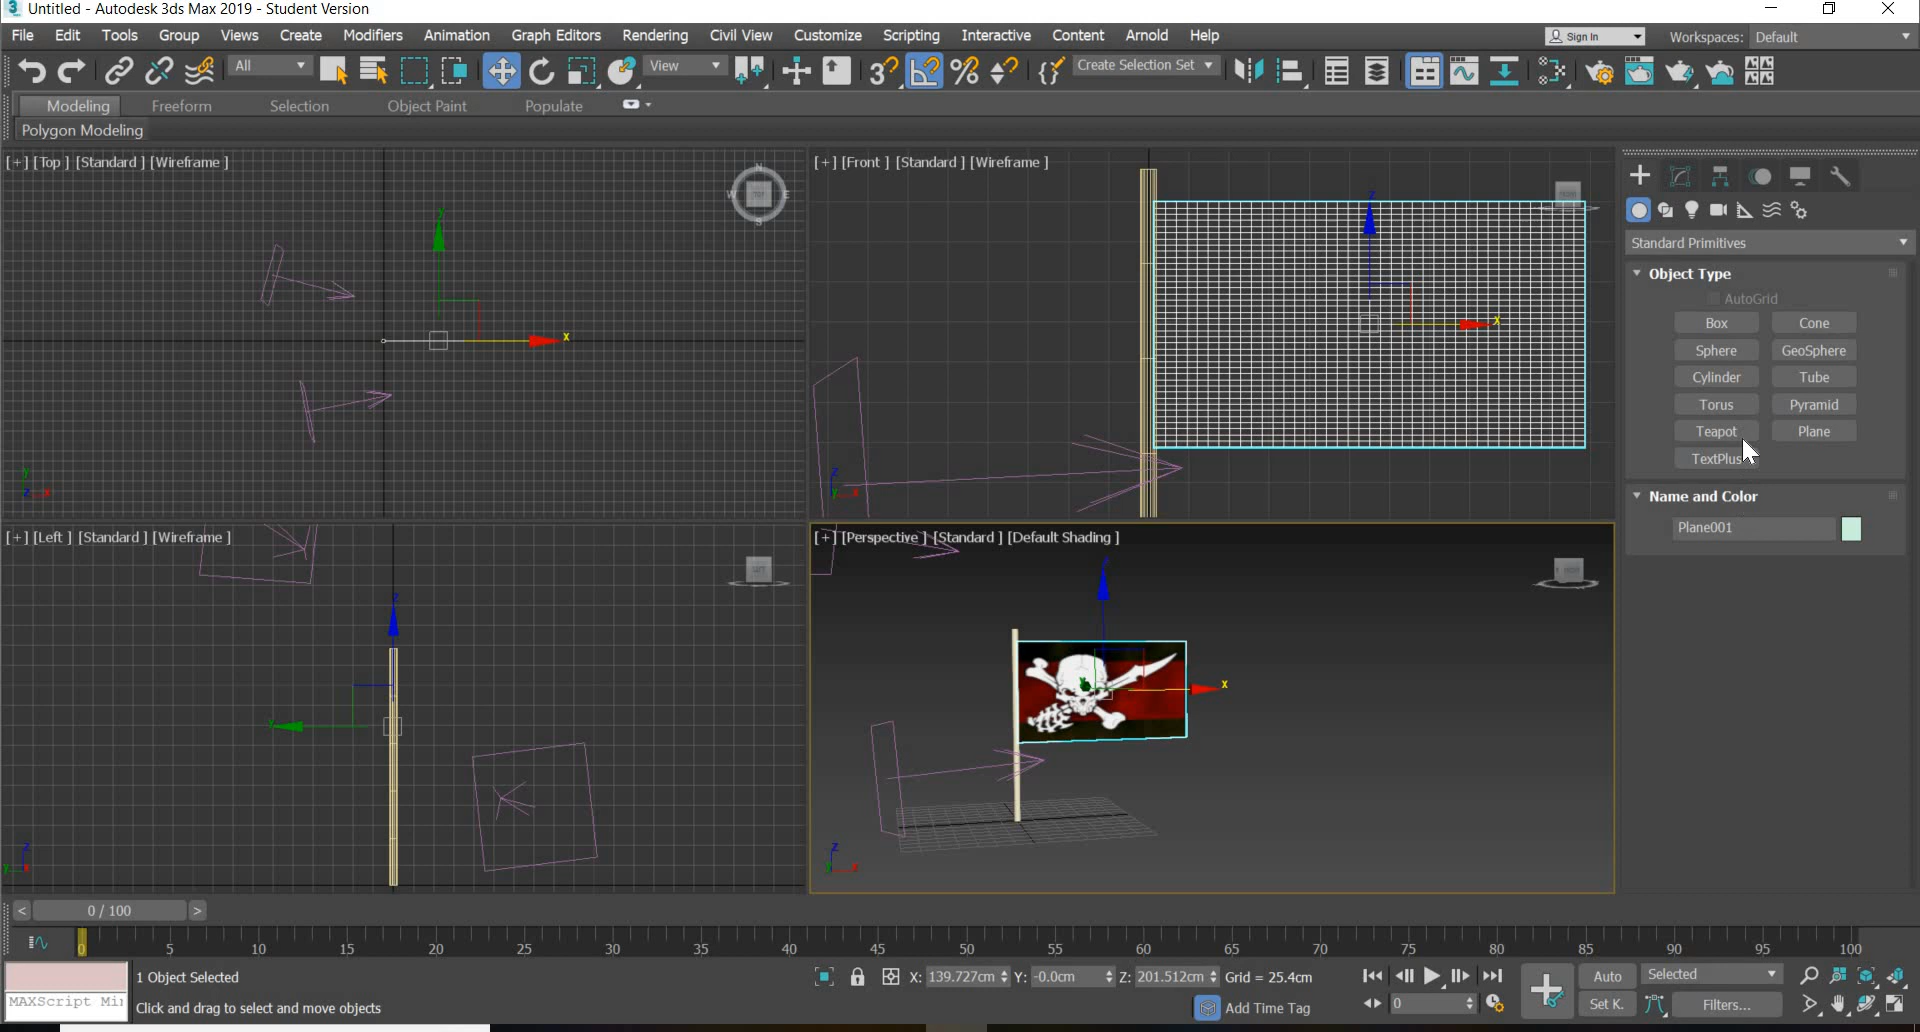 Untitled - Autodesk 3ds Max 2019 - Student Version
File Edit Tools Group Views Create Modifiers Animation Graph Editors Rendering Civil View Customize Scripting Interactive Content Arnold Help
Sign In Workspaces: Default
All View Create Selection Set
Modeling Freeform Selection Object Paint Populate
Polygon Modeling
[+] [Top ] [Standard ] [Wireframe ]
[+] [Front ] [Standard ] [Wireframe ]
Standard Primitives
Object Type
AutoGrid
Box Cone
Sphere GeoSphere
Cylinder Tube
Torus Pyramid
Teapot Plane
TextPlus
Name and Color
Plane001
[+] [Left ] [Standard ] [Wireframe ]
[+] [Perspective ] [Standard ] [Default Shading ]
< 0 / 100 >
0 5 10 15 20 25 30 35 40 45 50 55 60 65 70 75 80 85 90 95 100
1 Object Selected
X: 139.727cm Y: -0.0cm Z: 201.512cm Grid = 25.4cm
Auto Selected
MAXScript Mi
Click and drag to select and move objects
Add Time Tag
0
Set K. Filters...